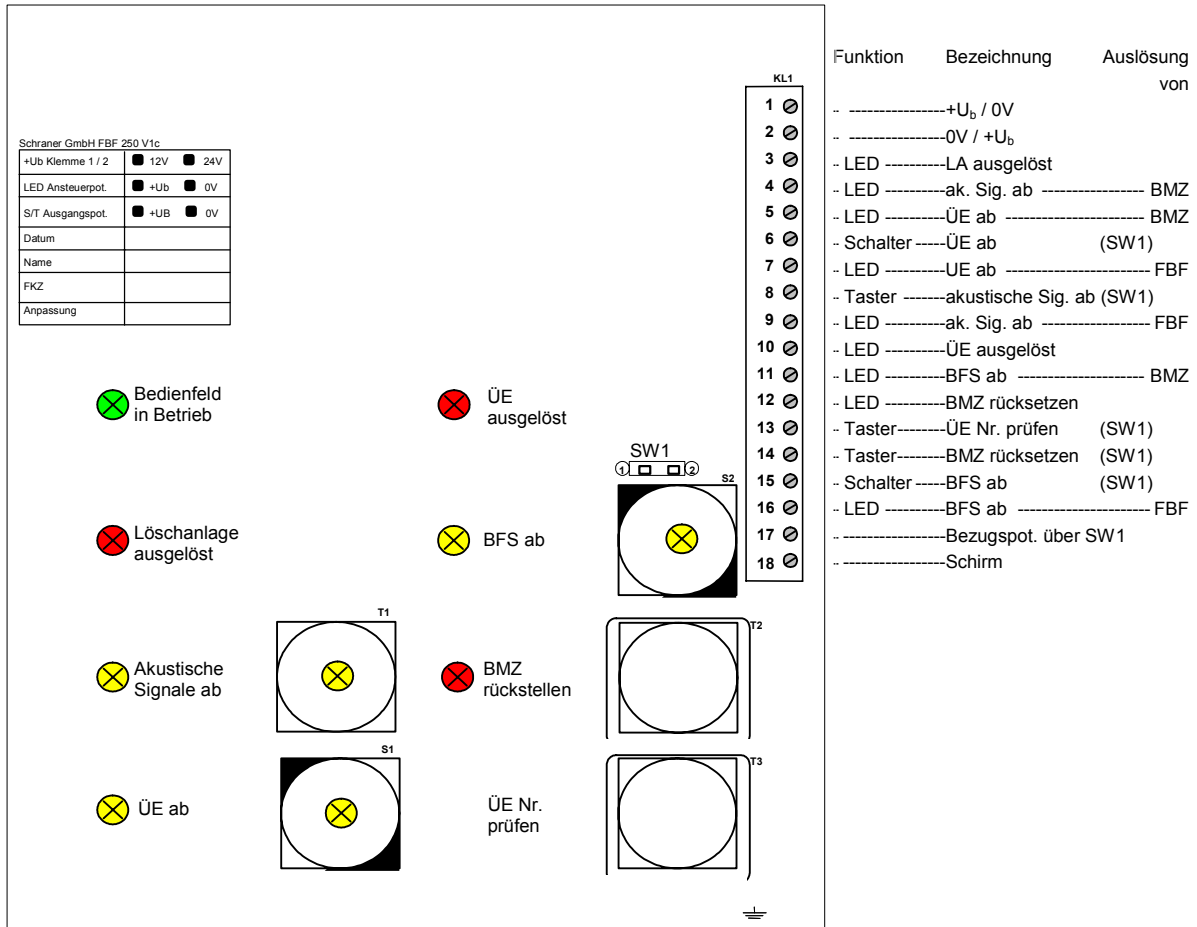 Schraner GmbH FBF 250 V1c
+Ub Klemme 1 / 2 12V 24V
LED Ansteuerpot. +Ub 0V
S/T Ausgangspot. +UB 0V
Datum
Name
FKZ
Anpassung
Bedienfeld
in Betrieb
ÜE
ausgelöst
Löschanlage
ausgelöst
BFS ab
SW1
1 2
S2
Akustische
Signale ab
T1
BMZ
rückstellen
T2
ÜE ab
S1
ÜE Nr.
prüfen
T3
KL1
Funktion Bezeichnung Auslösung
von
1 -- ----------------+Ub / 0V
2 -- ----------------0V / +Ub
3 -- LED ----------LA ausgelöst
4 -- LED ----------ak. Sig. ab ----------------- BMZ
5 -- LED ----------ÜE ab ----------------------- BMZ
6 -- Schalter -----ÜE ab (SW1)
7 -- LED ----------UE ab ------------------------ FBF
8 -- Taster -------akustische Sig. ab (SW1)
9 -- LED ----------ak. Sig. ab ------------------ FBF
10 -- LED ----------ÜE ausgelöst
11 -- LED ----------BFS ab --------------------- BMZ
12 -- LED ----------BMZ rücksetzen
13 -- Taster--------ÜE Nr. prüfen (SW1)
14 -- Taster--------BMZ rücksetzen (SW1)
15 -- Schalter -----BFS ab (SW1)
16 -- LED ----------BFS ab ---------------------- FBF
17 -- -----------------Bezugspot. über SW1
18 -- -----------------Schirm